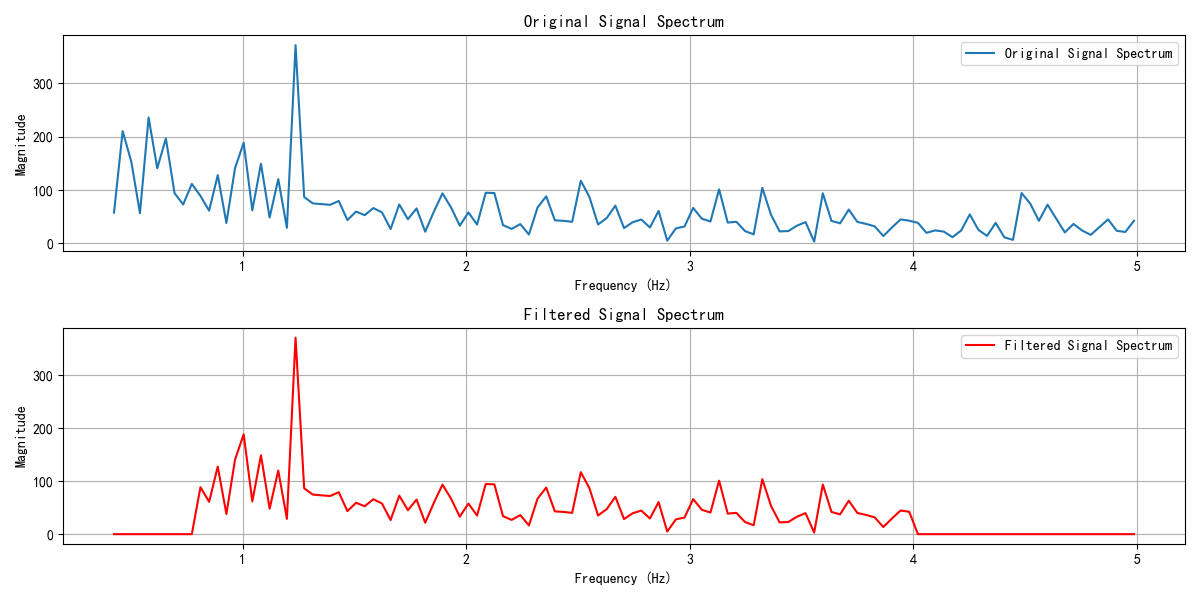 Original Signal Spectrum
Original Signal Spectrum
Magnitude
300
200
100
0
1 2 3 4 5
Frequency (Hz)
Filtered Signal Spectrum
Filtered Signal Spectrum
Magnitude
300
200
100
0
1 2 3 4 5
Frequency (Hz)